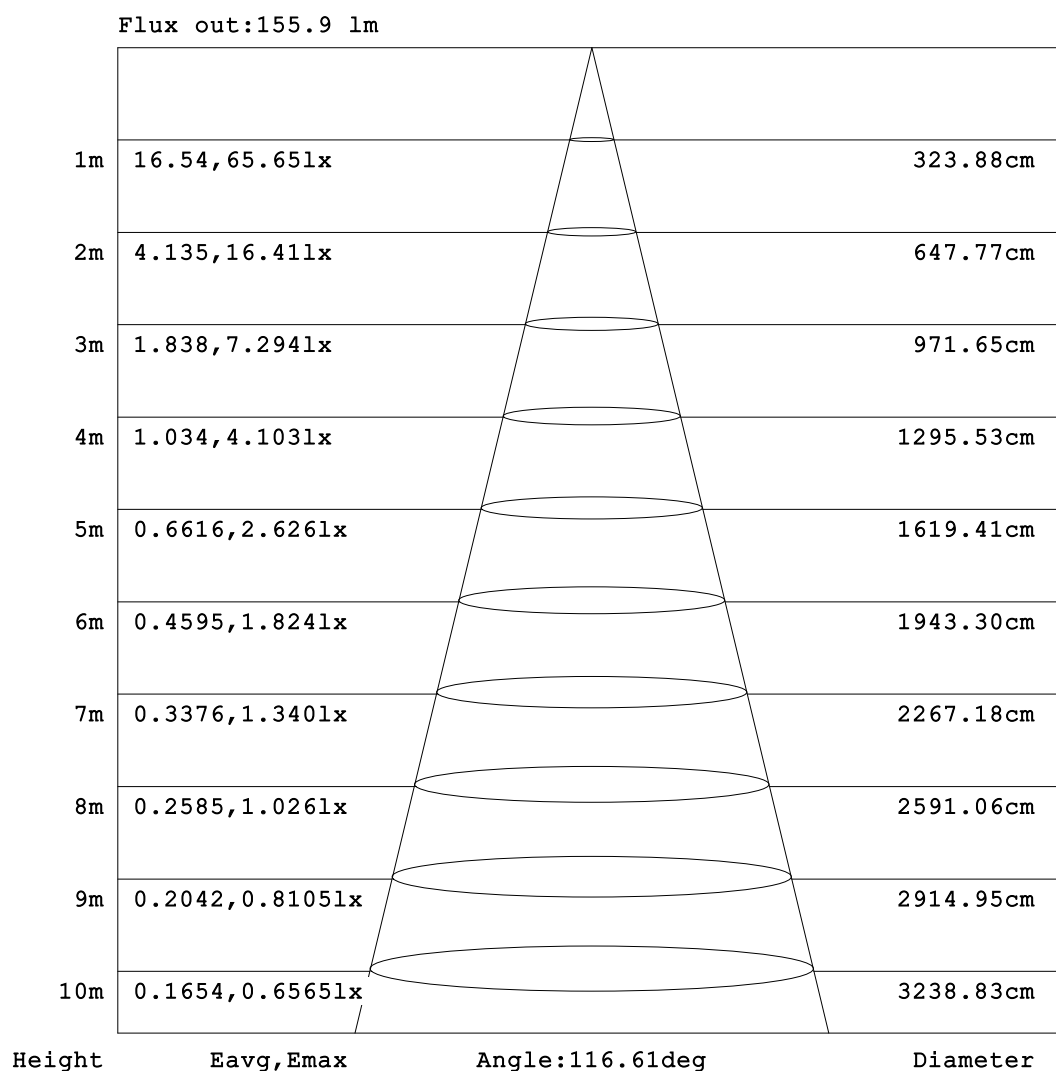 Flux out:155.9 lm
1m 16.54,65.65lx 323.88cm
2m 4.135,16.41lx 647.77cm
3m 1.838,7.294lx 971.65cm
4m 1.034,4.103lx 1295.53cm
5m 0.6616,2.626lx 1619.41cm
6m 0.4595,1.824lx 1943.30cm
7m 0.3376,1.340lx 2267.18cm
8m 0.2585,1.026lx 2591.06cm
9m 0.2042,0.8105lx 2914.95cm
10m 0.1654,0.6565lx 3238.83cm
Height Eavg,Emax Angle:116.61deg Diameter